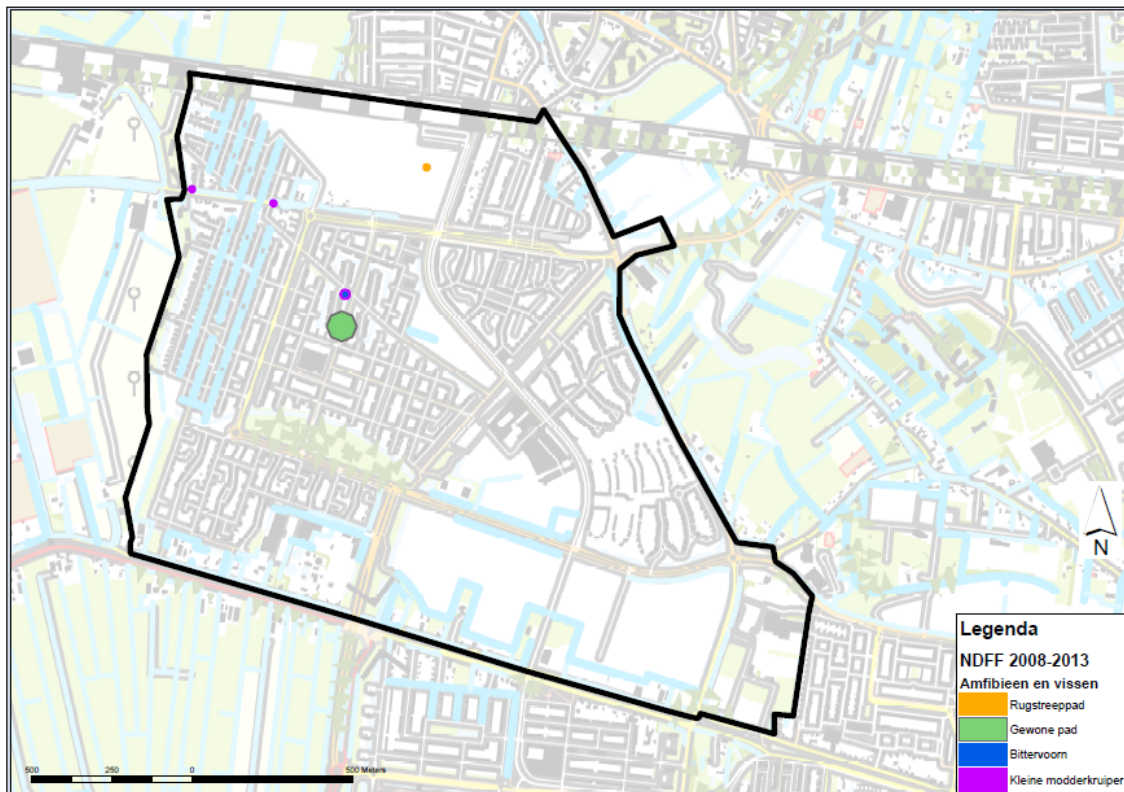 N
Legenda
NDFF 2008-2013
Amfibieen en vissen
Rugstreeppad
Gewone pad
Bittervoorn
Kleine modderkruiper
500 250 0 500 Meters